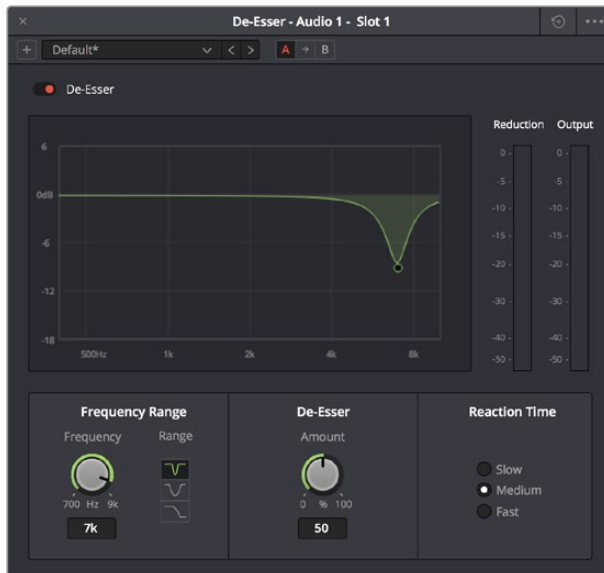 De-Esser - Audio 1 - Slot 1
Default*
A
B
De-Esser
Reduction Output
6
0dB
-6
-12
-18
500Hz 1k 2k 4k 8k
0 -
-5 -
-10 -
-15 -
-20 -
-30 -
-40 -
-50 -
0 -
-5 -
-10 -
-15 -
-20 -
-30 -
-40 -
-50 -
Frequency Range
Frequency Range
700 Hz 9k
7k
De-Esser
Amount
0 % 100
50
Reaction Time
Slow
Medium
Fast